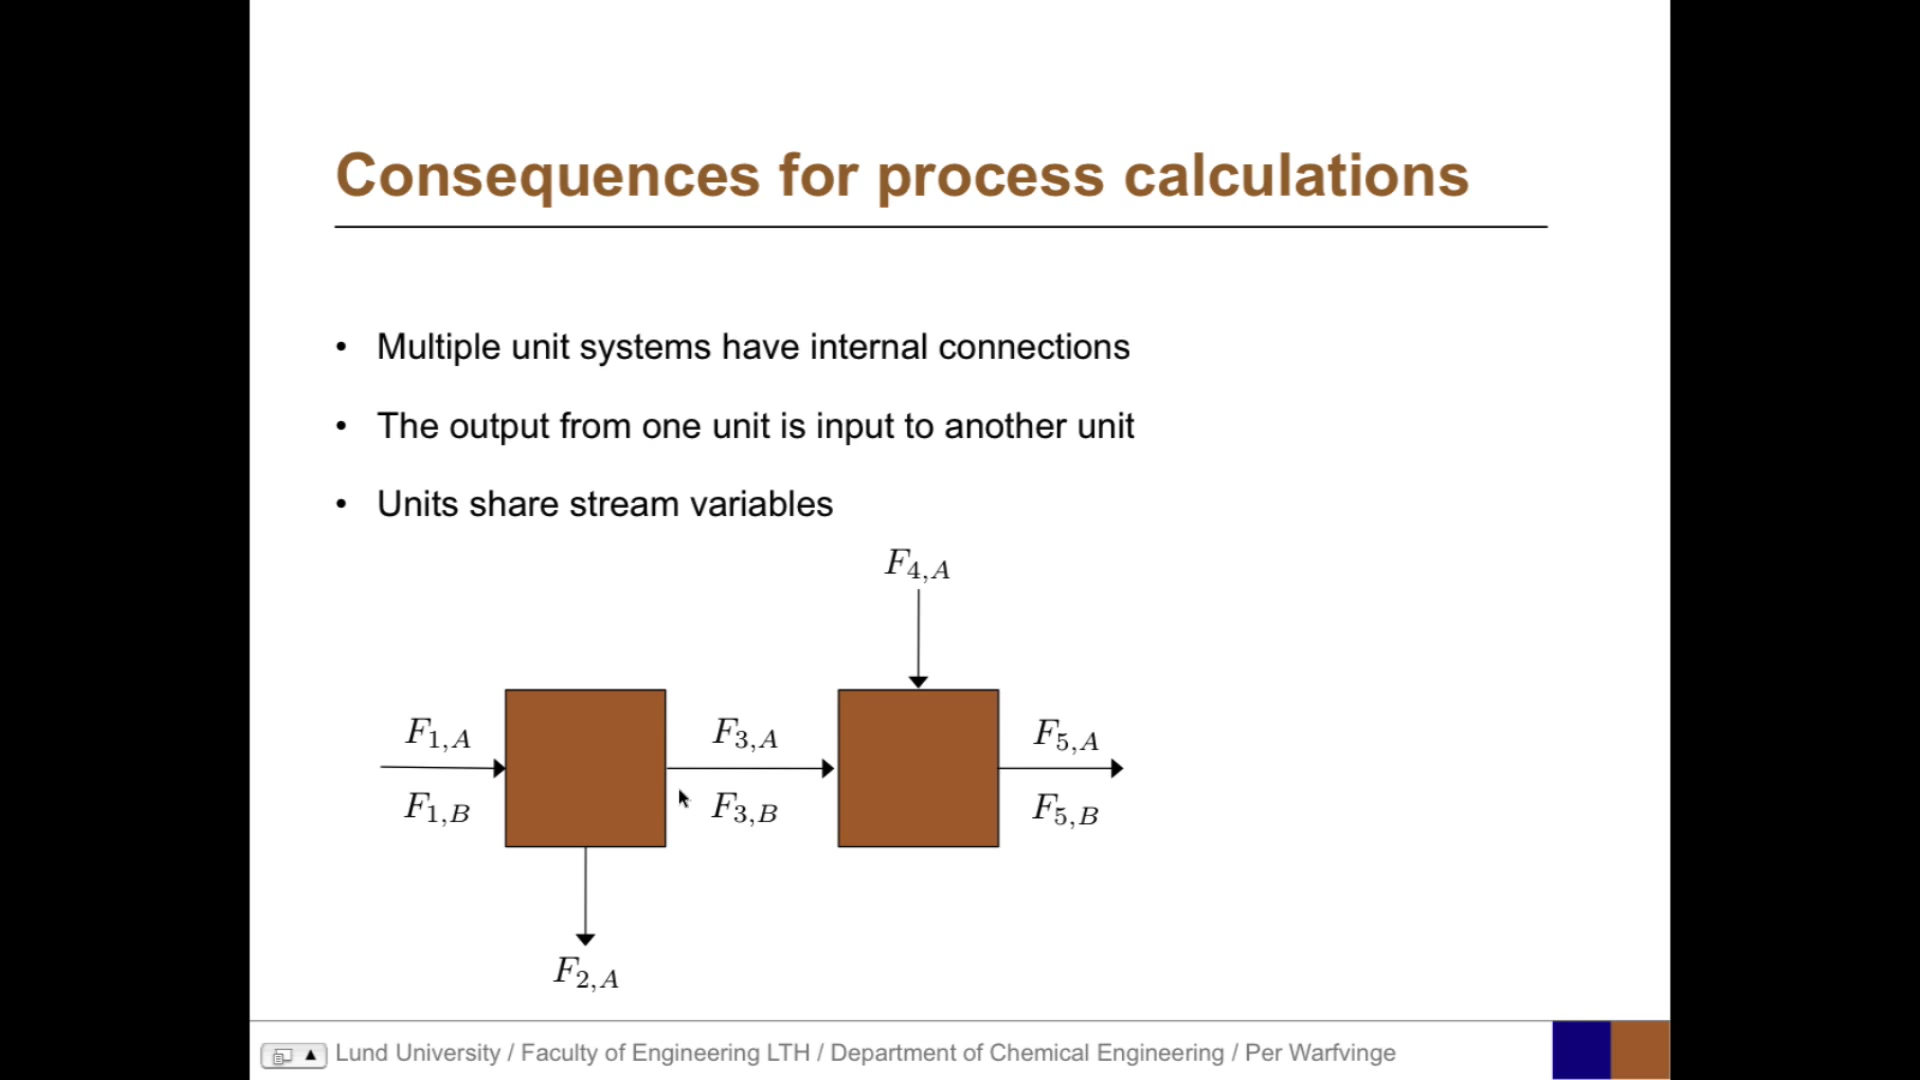 Consequences for process calculations
• Multiple unit systems have internal connections
• The output from one unit is input to another unit
• Units share stream variables
F4,A
F1,A
F3,A
F5,A
F1,B
F3,B
F5,B
F2,A
Lund University / Faculty of Engineering LTH / Department of Chemical Engineering / Per Warfvinge